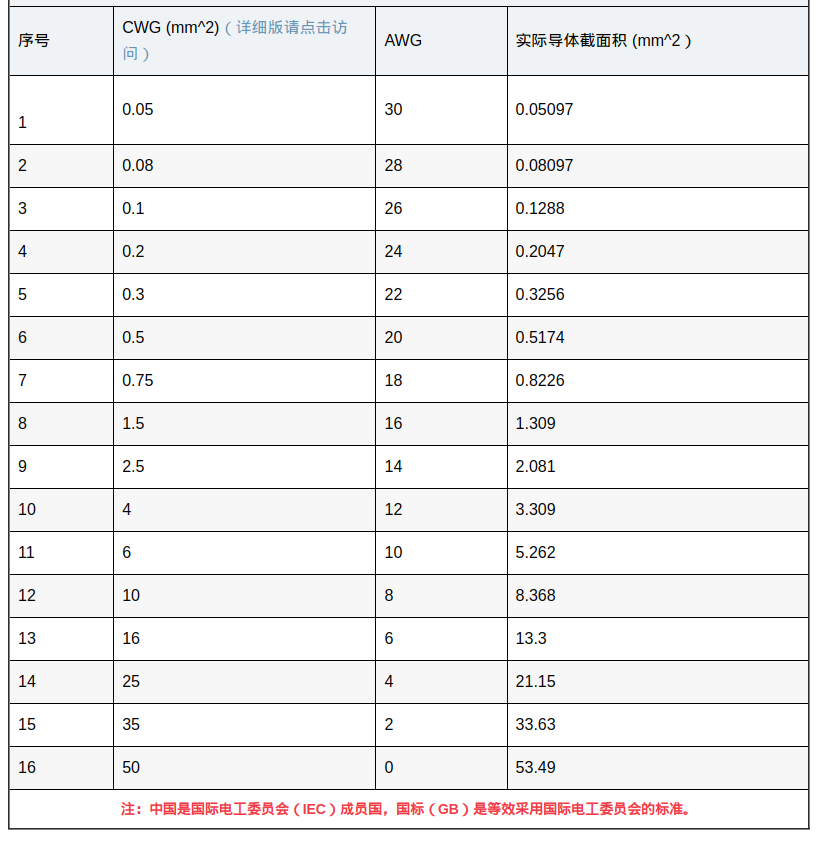 序号 CWG (mm^2)（详细版请点击访问） AWG 实际导体截面积 (mm^2）
1 0.05 30 0.05097
2 0.08 28 0.08097
3 0.1 26 0.1288
4 0.2 24 0.2047
5 0.3 22 0.3256
6 0.5 20 0.5174
7 0.75 18 0.8226
8 1.5 16 1.309
9 2.5 14 2.081
10 4 12 3.309
11 6 10 5.262
12 10 8 8.368
13 16 6 13.3
14 25 4 21.15
15 35 2 33.63
16 50 0 53.49
注：中国是国际电工委员会（IEC）成员国，国标（GB）是等效采用国际电工委员会的标准。